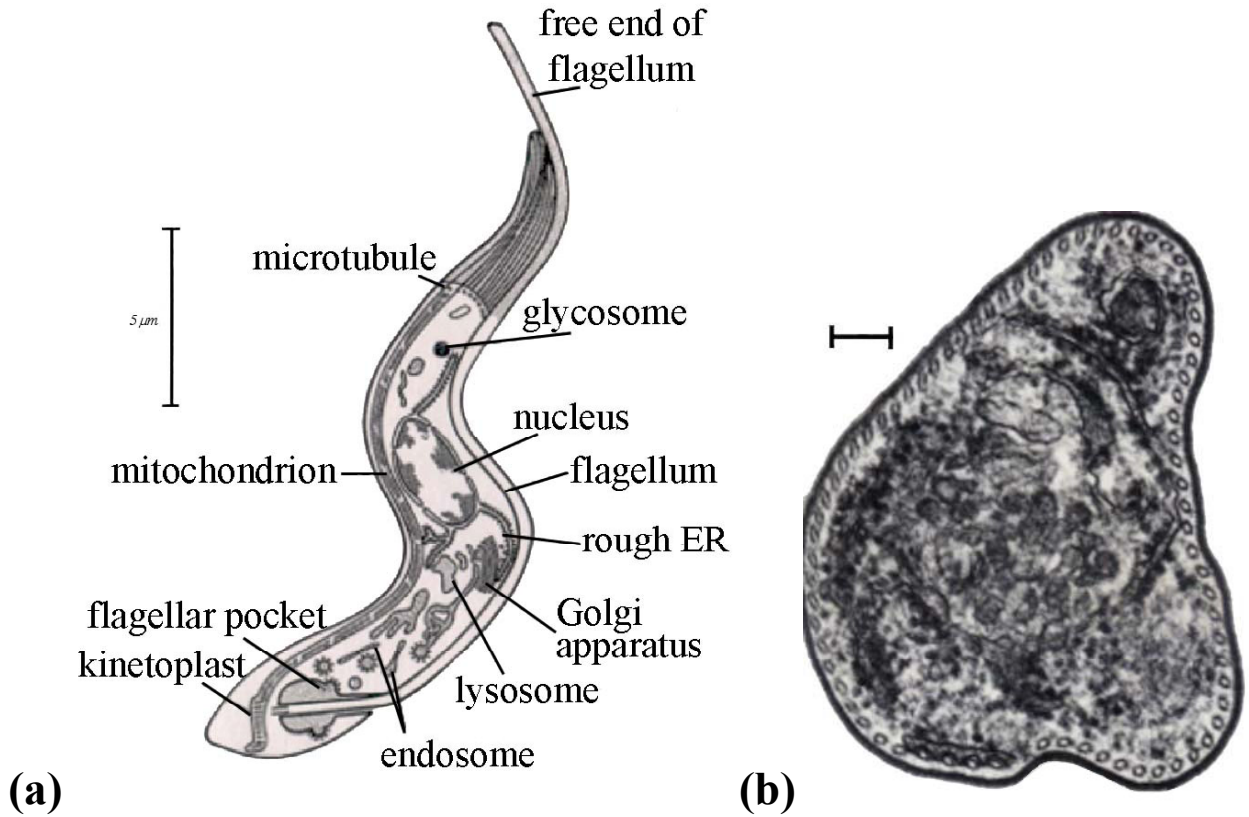 free end of
flagellum
microtubule
5 μm
glycosome
nucleus
mitochondrion
flagellum
rough ER
flagellar pocket
Golgi
apparatus
kinetoplast
lysosome
endosome
(a)
(b)